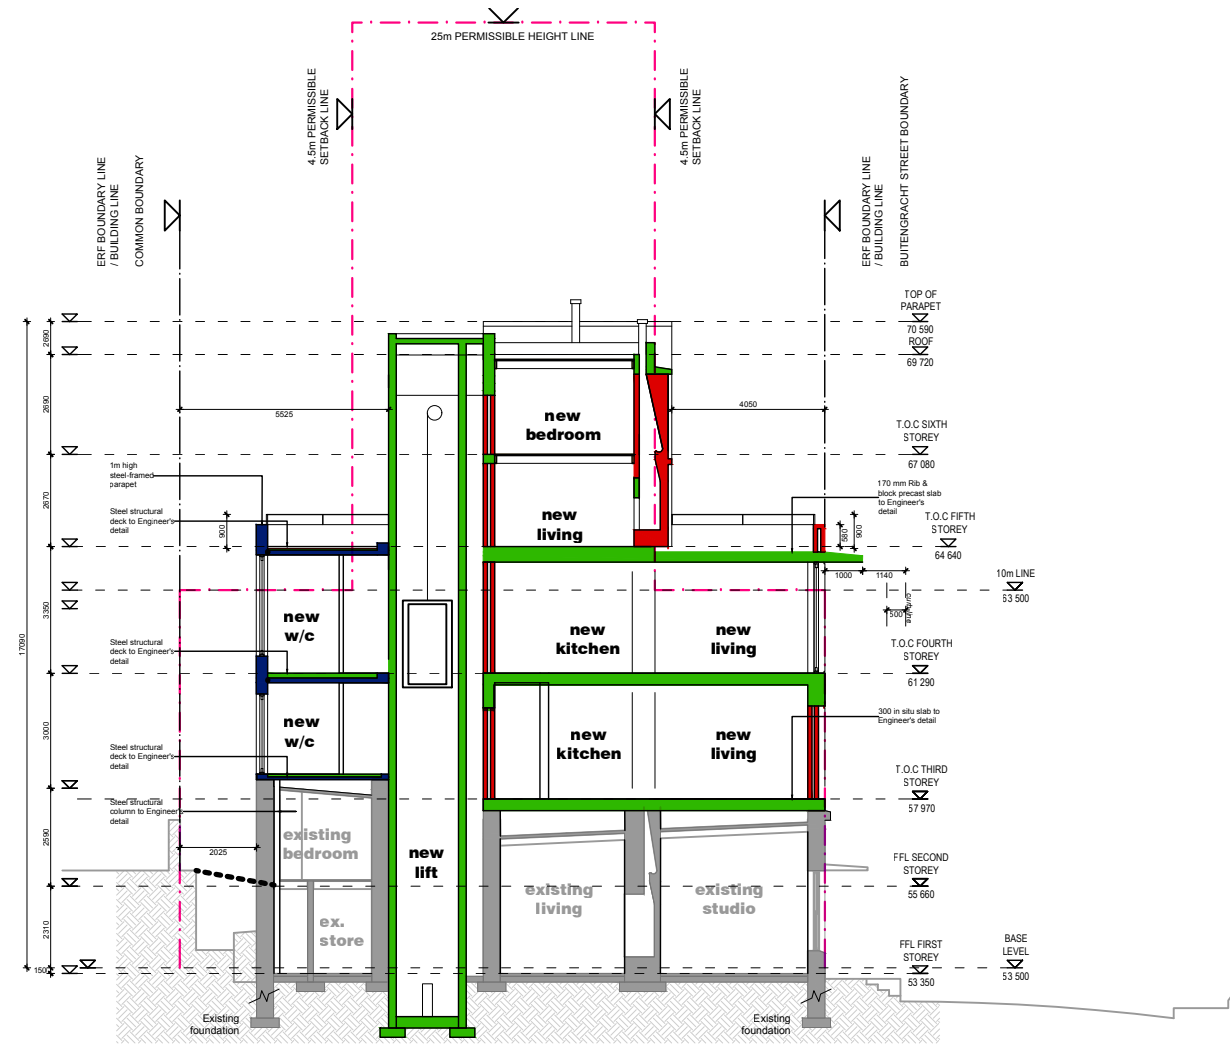 25m PERMISSIBLE HEIGHT LINE
4.5m PERMISSIBLE
SETBACK LINE
4.5m PERMISSIBLE
SETBACK LINE
ERF BOUNDARY LINE
/ BUILDING LINE
COMMON BOUNDARY
ERF BOUNDARY LINE
/ BUILDING LINE
BUITENGRACHT STREET BOUNDARY
TOP OF
PARAPET
70 590
ROOF
69 720
T.O.C SIXTH
STOREY
67 080
T.O.C FIFTH
STOREY
64 640
10m LINE
63 500
T.O.C FOURTH
STOREY
61 290
T.O.C THIRD
STOREY
57 970
FFL SECOND
STOREY
55 660
FFL FIRST
STOREY
53 350
BASE
LEVEL
53 500
17090
2690
2690
2670
3350
3000
2590
2310
150
5525
4050
900
580
900
1000
1140
500
2025
1m high
steel-framed
parapet
Steel structural
deck to Engineer's
detail
Steel structural
deck to Engineer's
detail
Steel structural
deck to Engineer's
detail
Steel structural
column to Engineer's
detail
170 mm Rib &
block precast slab
to Engineer's
detail
300 in situ slab to
Engineer's detail
new
bedroom
new
living
new
w/c
new
kitchen
new
living
new
w/c
new
kitchen
new
living
existing
bedroom
new
lift
ex.
store
existing
living
existing
studio
Existing
foundation
Existing
foundation